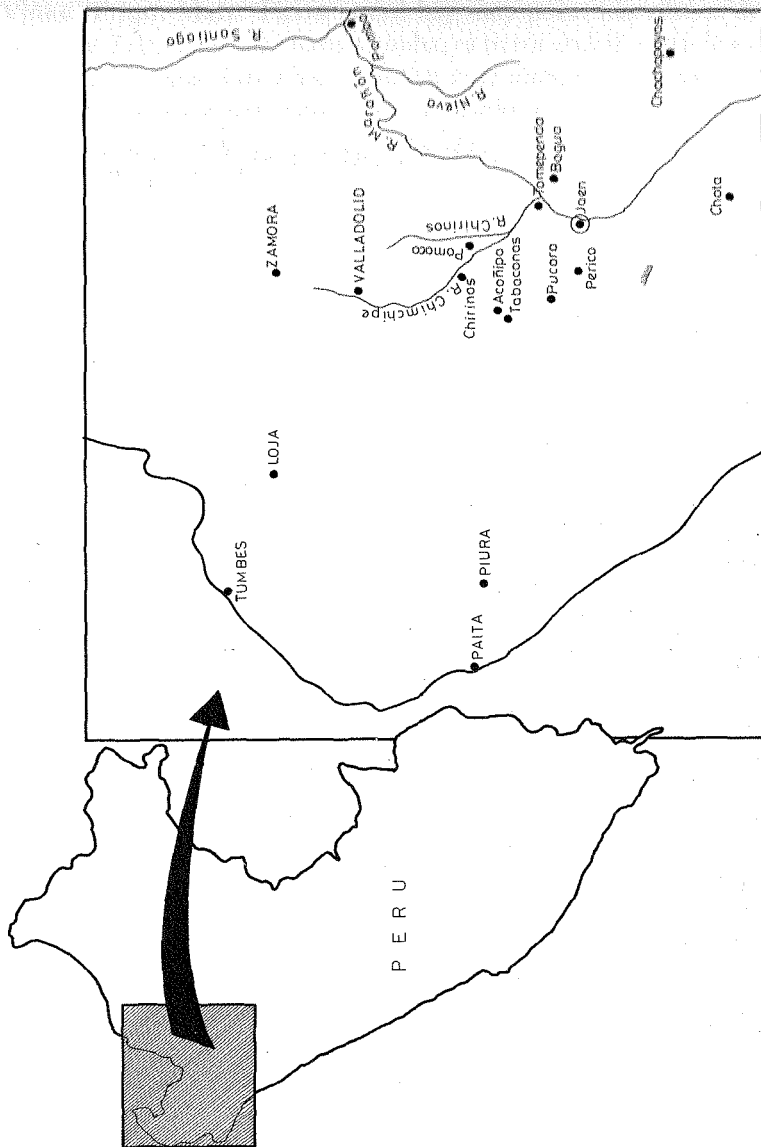 R. Santiago
R. Marañon
R. Nieva
Chachapoyas
ZAMORA
VALLADOLID
R. Chirinos
Pomaca
R. Chimchipe
Chirinos
Acoñipa
Tabaconas
Tomependa
Bagua
Jaen
Pucara
Perico
Chota
LOJA
TUMBES
PAITA
PIURA
PERU